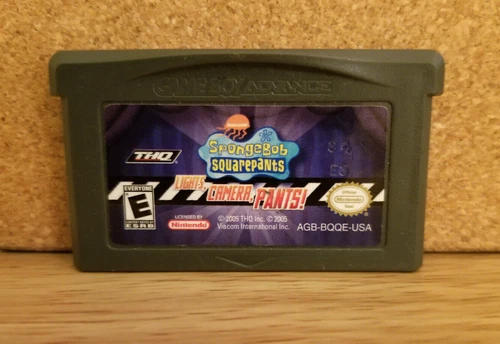 GAME BOY ADVANCE
THQ
SpongeBob
SquarePants
LIGHTS, CAMERA, PANTS!
EVERYONE
E
ESRB
LICENSED BY
Nintendo
© 2005 THQ Inc. © 2005
Viacom International Inc.
AGB-BQQE-USA
Official
Nintendo
Seal